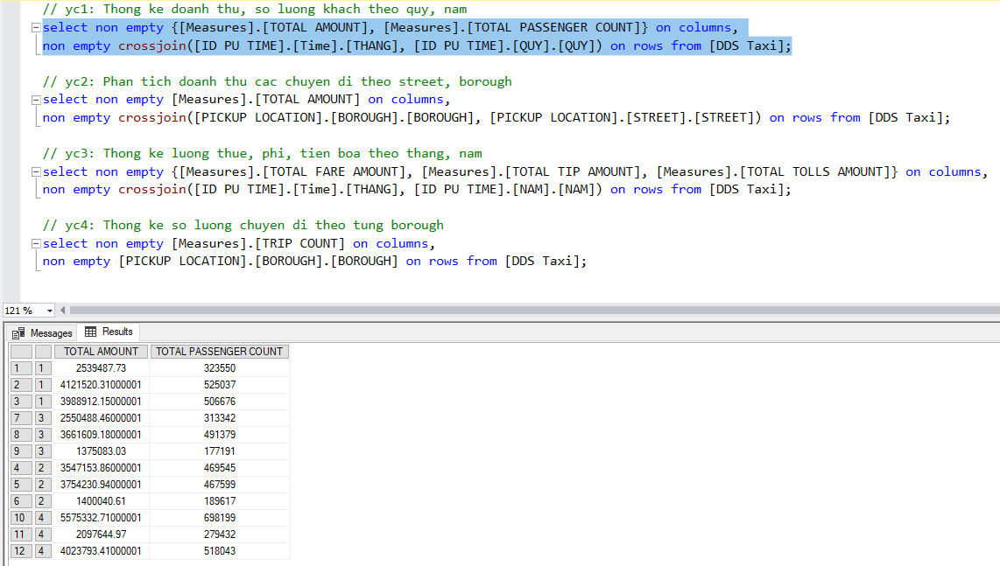 // yc1: Thong ke doanh thu, so luong khach theo quy, nam
select non empty {[Measures].[TOTAL AMOUNT], [Measures].[TOTAL PASSENGER COUNT]} on columns,
non empty crossjoin([ID PU TIME].[Time].[THANG], [ID PU TIME].[QUY].[QUY]) on rows from [DDS Taxi];
// yc2: Phan tich doanh thu cac chuyen di theo street, borough
select non empty [Measures].[TOTAL AMOUNT] on columns,
non empty crossjoin([PICKUP LOCATION].[BOROUGH].[BOROUGH], [PICKUP LOCATION].[STREET].[STREET]) on rows from [DDS Taxi];
// yc3: Thong ke luong thue, phi, tien boa theo thang, nam
select non empty {[Measures].[TOTAL FARE AMOUNT], [Measures].[TOTAL TIP AMOUNT], [Measures].[TOTAL TOLLS AMOUNT]} on columns,
non empty crossjoin([ID PU TIME].[Time].[THANG], [ID PU TIME].[NAM].[NAM]) on rows from [DDS Taxi];
// yc4: Thong ke so luong chuyen di theo tung borough
select non empty [Measures].[TRIP COUNT] on columns,
non empty [PICKUP LOCATION].[BOROUGH].[BOROUGH] on rows from [DDS Taxi];
121 %
Messages Results
TOTAL AMOUNT TOTAL PASSENGER COUNT
1 1 2539487.73 323550
2 1 4121520.31000001 525037
3 1 3988912.15000001 506676
7 3 2550488.46000001 313342
8 3 3661609.18000001 491379
9 3 1375083.03 177191
4 2 3547153.86000001 469545
5 2 3754230.94000001 467599
6 2 1400040.61 189617
10 4 5575332.71000001 698199
11 4 2097644.97 279432
12 4 4023793.41000001 518043